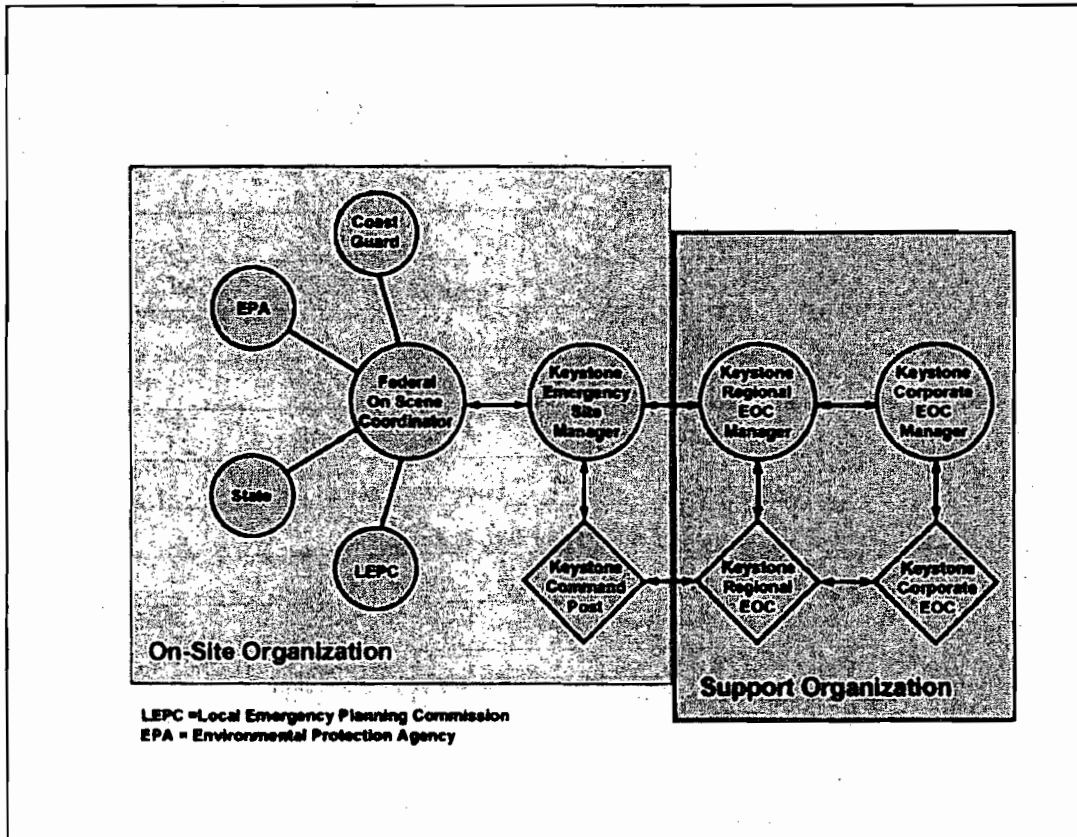 Coast
Guard
EPA
Federal
On Scene
Coordinator
State
LEPC
Keystone
Emergency
Site
Manager
Keystone
Regional
EOC
Manager
Keystone
Corporate
EOC
Manager
Keystone
Command
Post
Keystone
Regional
EOC
Keystone
Corporate
EOC
On-Site Organization
Support Organization
LEPC =Local Emergency Planning Commission
EPA = Environmental Protection Agency